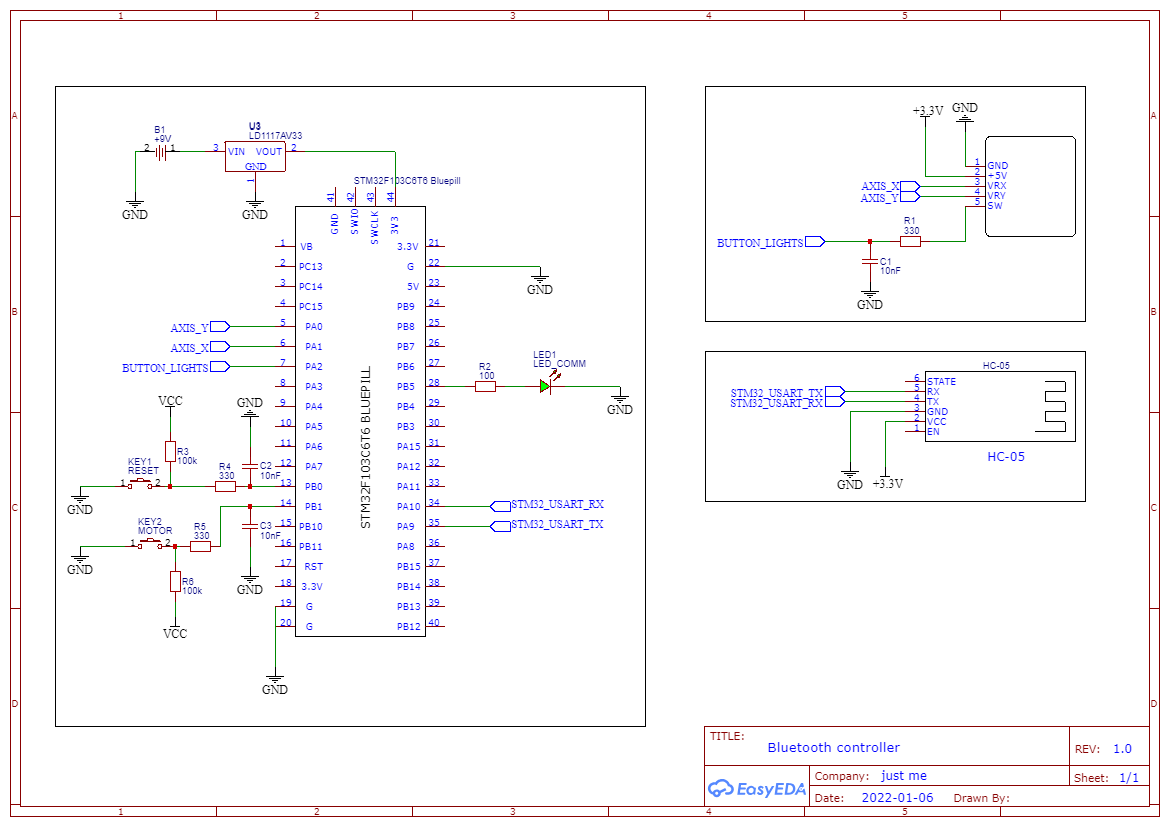 1 2 3 4 5
A A
B B
C C
D D
1 2 3 4 5
B1
+9V
2 1
GND
U3
LD1117AV33
3 VIN VOUT 2
GND
1
GND
STM32F103C6T6 Bluepill
41 42 43 44
GND SWIO SWCLK 3V3
1 VB
2 PC13
3 PC14
4 PC15
AXIS_Y 5 PA0
AXIS_X 6 PA1
BUTTON_LIGHTS 7 PA2
8 PA3
9 PA4
10 PA5
11 PA6
12 PA7
13 PB0
14 PB1
15 PB10
16 PB11
17 RST
18 3.3V
19 G
20 G
STM32F103C6T6 BLUEPILL
3.3V 21
G 22
5V 23
PB9 24
PB8 25
PB7 26
PB6 27
PB5 28
PB4 29
PB3 30
PA15 31
PA12 32
PA11 33
PA10 34 STM32_USART_RX
PA9 35 STM32_USART_TX
PA8 36
PB15 37
PB14 38
PB13 39
PB12 40
GND
R2
100
LED1
LED_COMM
GND
VCC
R3
100k
KEY1
RESET
1 2
GND
R4
330
GND
C2
10nF
KEY2
MOTOR
1 2
GND
R5
330
C3
10nF
GND
R6
100k
VCC
GND
+3.3V GND
1 GND
2 +5V
AXIS_X 3 VRX
AXIS_Y 4 VRY
5 SW
R1
330
BUTTON_LIGHTS
C1
10nF
GND
HC-05
6 STATE
STM32_USART_TX 5 RX
STM32_USART_RX 4 TX
3 GND
2 VCC
1 EN
HC-05
GND +3.3V
TITLE:
Bluetooth controller
REV: 1.0
EasyEDA
Company: just me
Sheet: 1/1
Date: 2022-01-06 Drawn By: